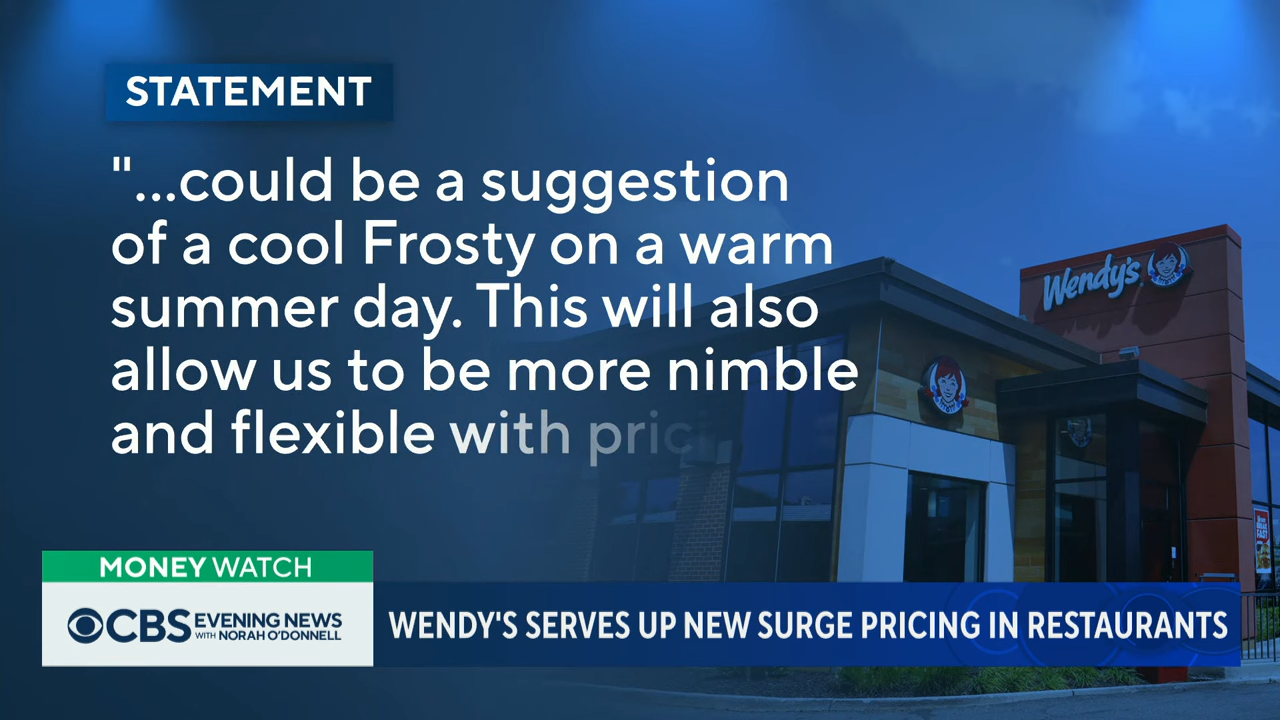 STATEMENT
"...could be a suggestion
of a cool Frosty on a warm
summer day. This will also
allow us to be more nimble
and flexible with
Wendy's
MONEY WATCH
CBS EVENING NEWS
WITH NORAH O'DONNELL
WENDY'S SERVES UP NEW SURGE PRICING IN RESTAURANTS